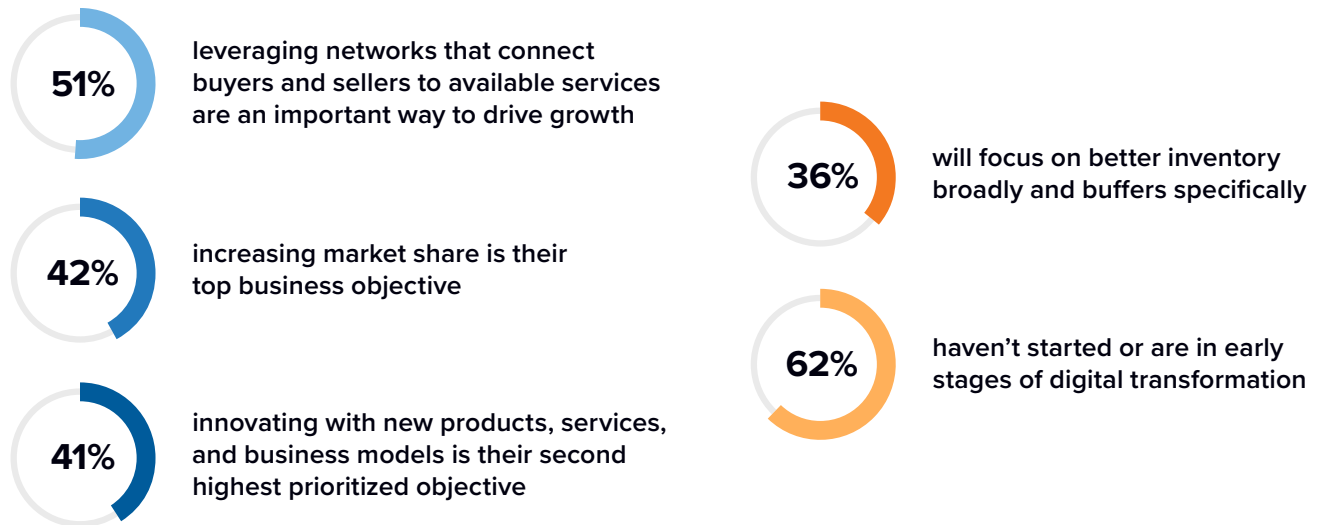 51%
leveraging networks that connect
buyers and sellers to available services
are an important way to drive growth
42%
increasing market share is their
top business objective
41%
innovating with new products, services,
and business models is their second
highest prioritized objective
36%
will focus on better inventory
broadly and buffers specifically
62%
haven’t started or are in early
stages of digital transformation